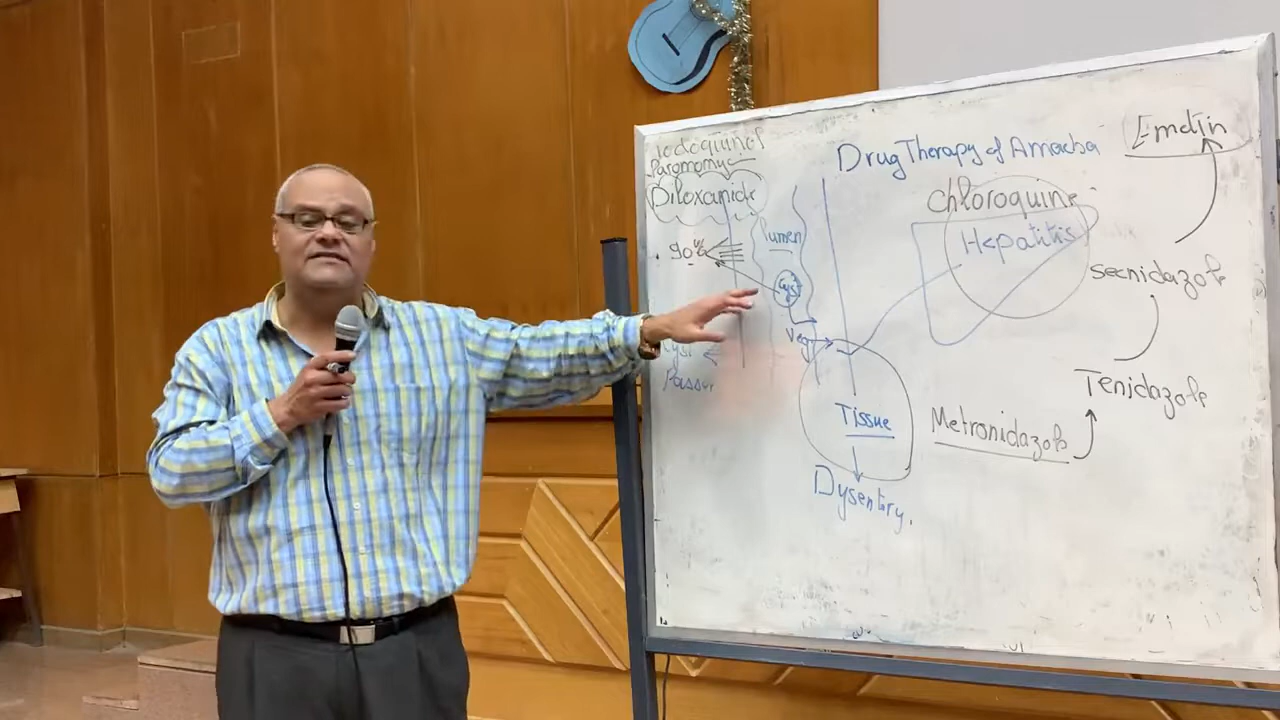 Iodoquinol
Paromomyc
Diloxanide
90%
Cyst
Passer
Lumen
Cyst
Veg
Drug Therapy of Amoeba
Emetin
chloroquine
Hepatitis
secnidazole
Tenidazole
Metronidazole
Tissue
Dysentry.